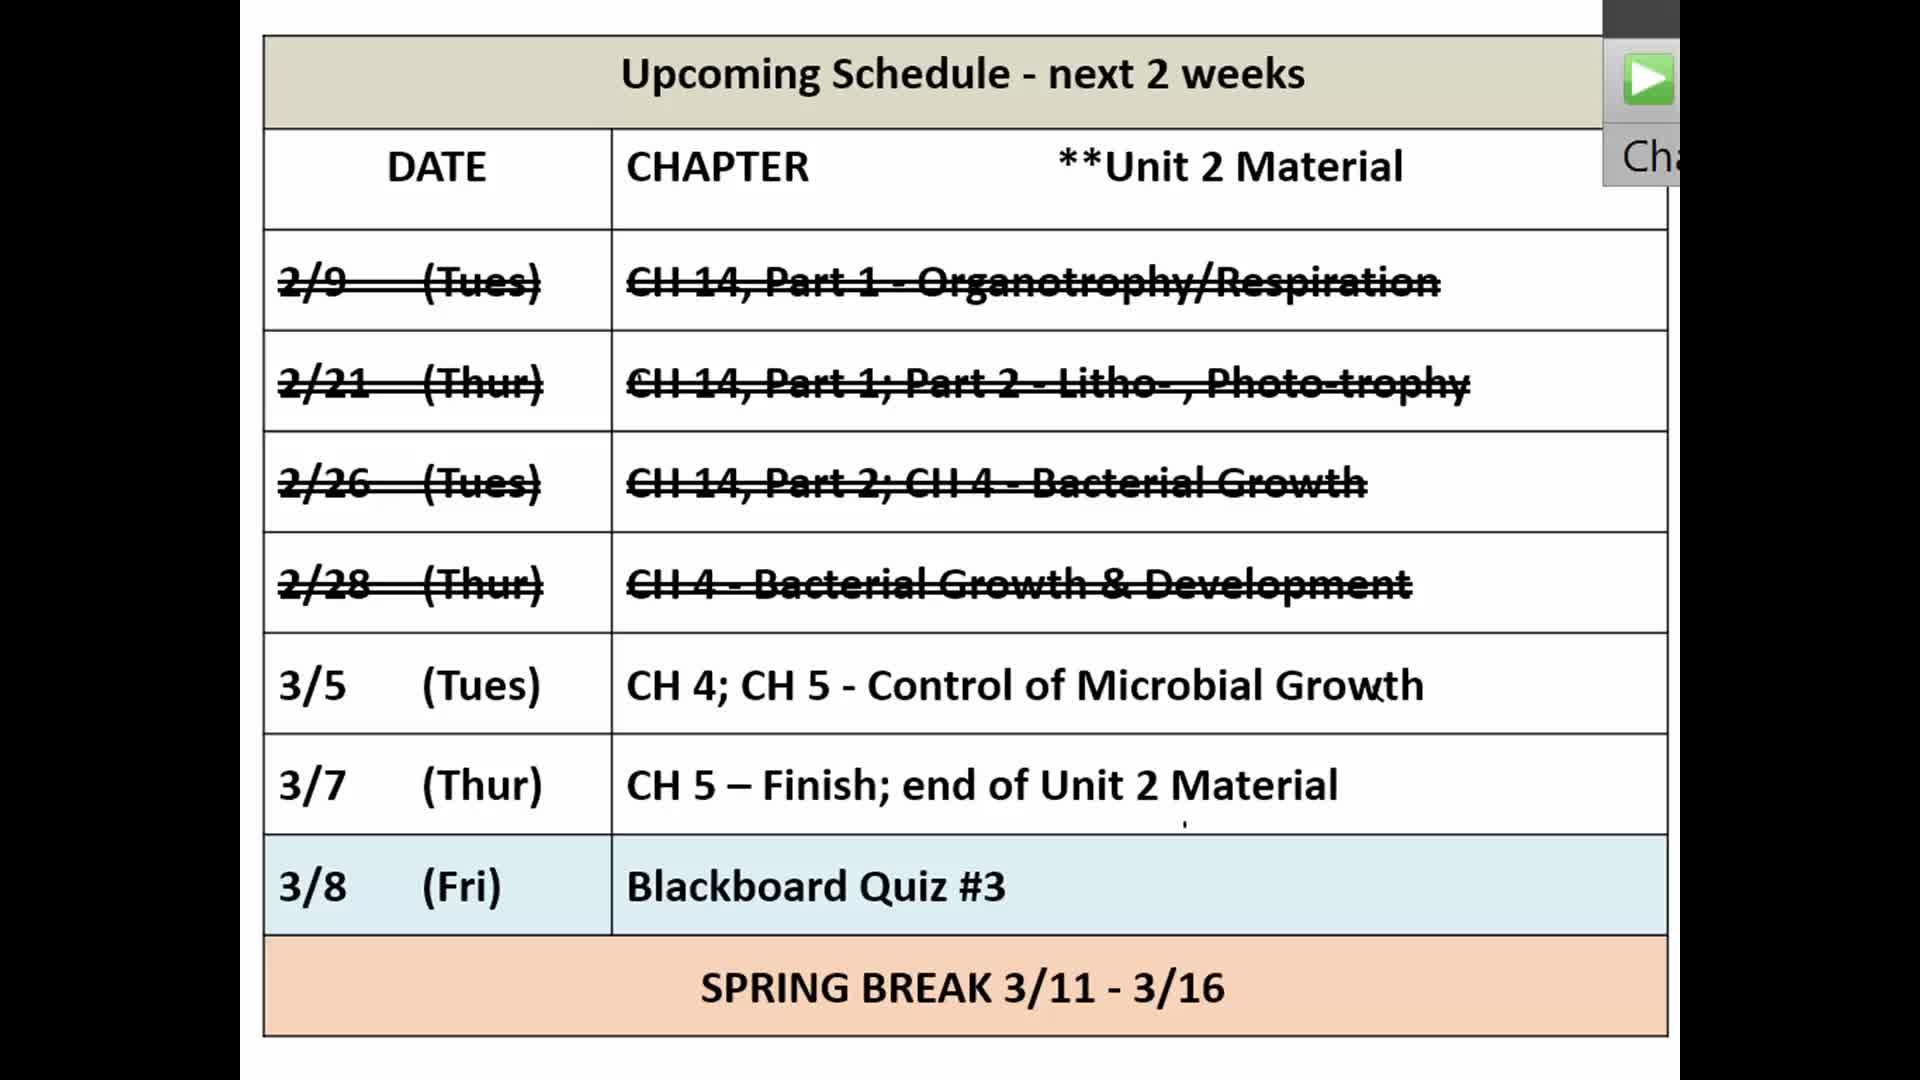 Upcoming Schedule - next 2 weeks
DATE CHAPTER **Unit 2 Material
2/9 (Tues) CH 14, Part 1 - Organotrophy/Respiration
2/21 (Thur) CH 14, Part 1; Part 2 - Litho- , Photo-trophy
2/26 (Tues) CH 14, Part 2; CH 4 - Bacterial Growth
2/28 (Thur) CH 4 - Bacterial Growth & Development
3/5 (Tues) CH 4; CH 5 - Control of Microbial Growth
3/7 (Thur) CH 5 – Finish; end of Unit 2 Material
3/8 (Fri) Blackboard Quiz #3
SPRING BREAK 3/11 - 3/16